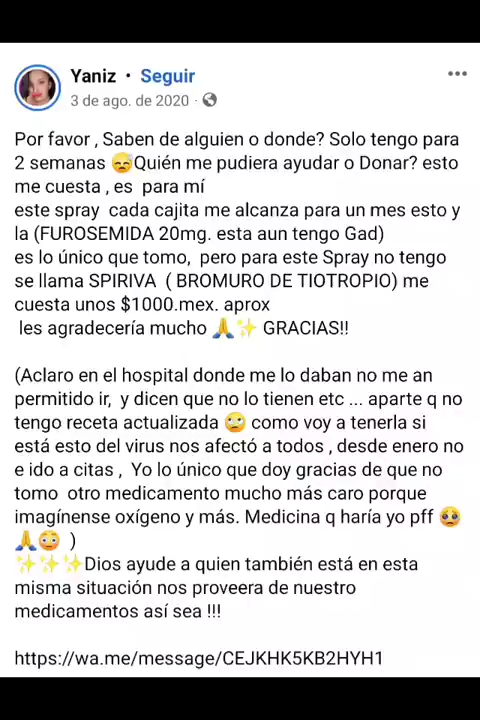 Yaniz • Seguir
3 de ago. de 2020 ·
Por favor , Saben de alguien o donde? Solo tengo para
2 semanas 😓Quién me pudiera ayudar o Donar? esto
me cuesta , es  para mí
este spray  cada cajita me alcanza para un mes esto y
la (FUROSEMIDA 20mg. esta aun tengo Gad)
es lo único que tomo,  pero para este Spray no tengo
se llama SPIRIVA  ( BROMURO DE TIOTROPIO) me
cuesta unos $1000.mex. aprox
les agradecería mucho 🙏✨ GRACIAS!!
(Aclaro en el hospital donde me lo daban no me an
permitido ir,  y dicen que no lo tienen etc ... aparte q no
tengo receta actualizada 🙄 como voy a tenerla si
está esto del virus nos afectó a todos , desde enero no
e ido a citas ,  Yo lo único que doy gracias de que no
tomo  otro medicamento mucho más caro porque
imagínense oxígeno y más. Medicina q haría yo pff 🥺
🙏😳  )
✨✨✨Dios ayude a quien también está en esta
misma situación nos proveera de nuestro
medicamentos así sea !!!
https://wa.me/message/CEJKHK5KB2HYH1